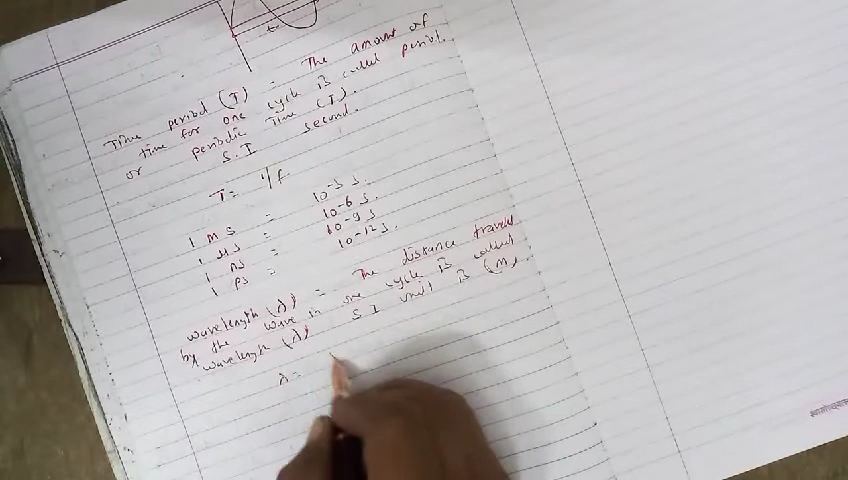 t
Time period (T) = The amount of
time for one cycle is called period.
or periodic Time (T).
S.I second.
T = 1/f
1 ms = 10-3 s.
1 μs = 10-6 s.
1 ns = 10-9 s
1 ps = 10-12 s.
wavelength (λ) = The distance travel
by the wave in one cycle is called
wavelength (λ) S I unit is (m).
λ =